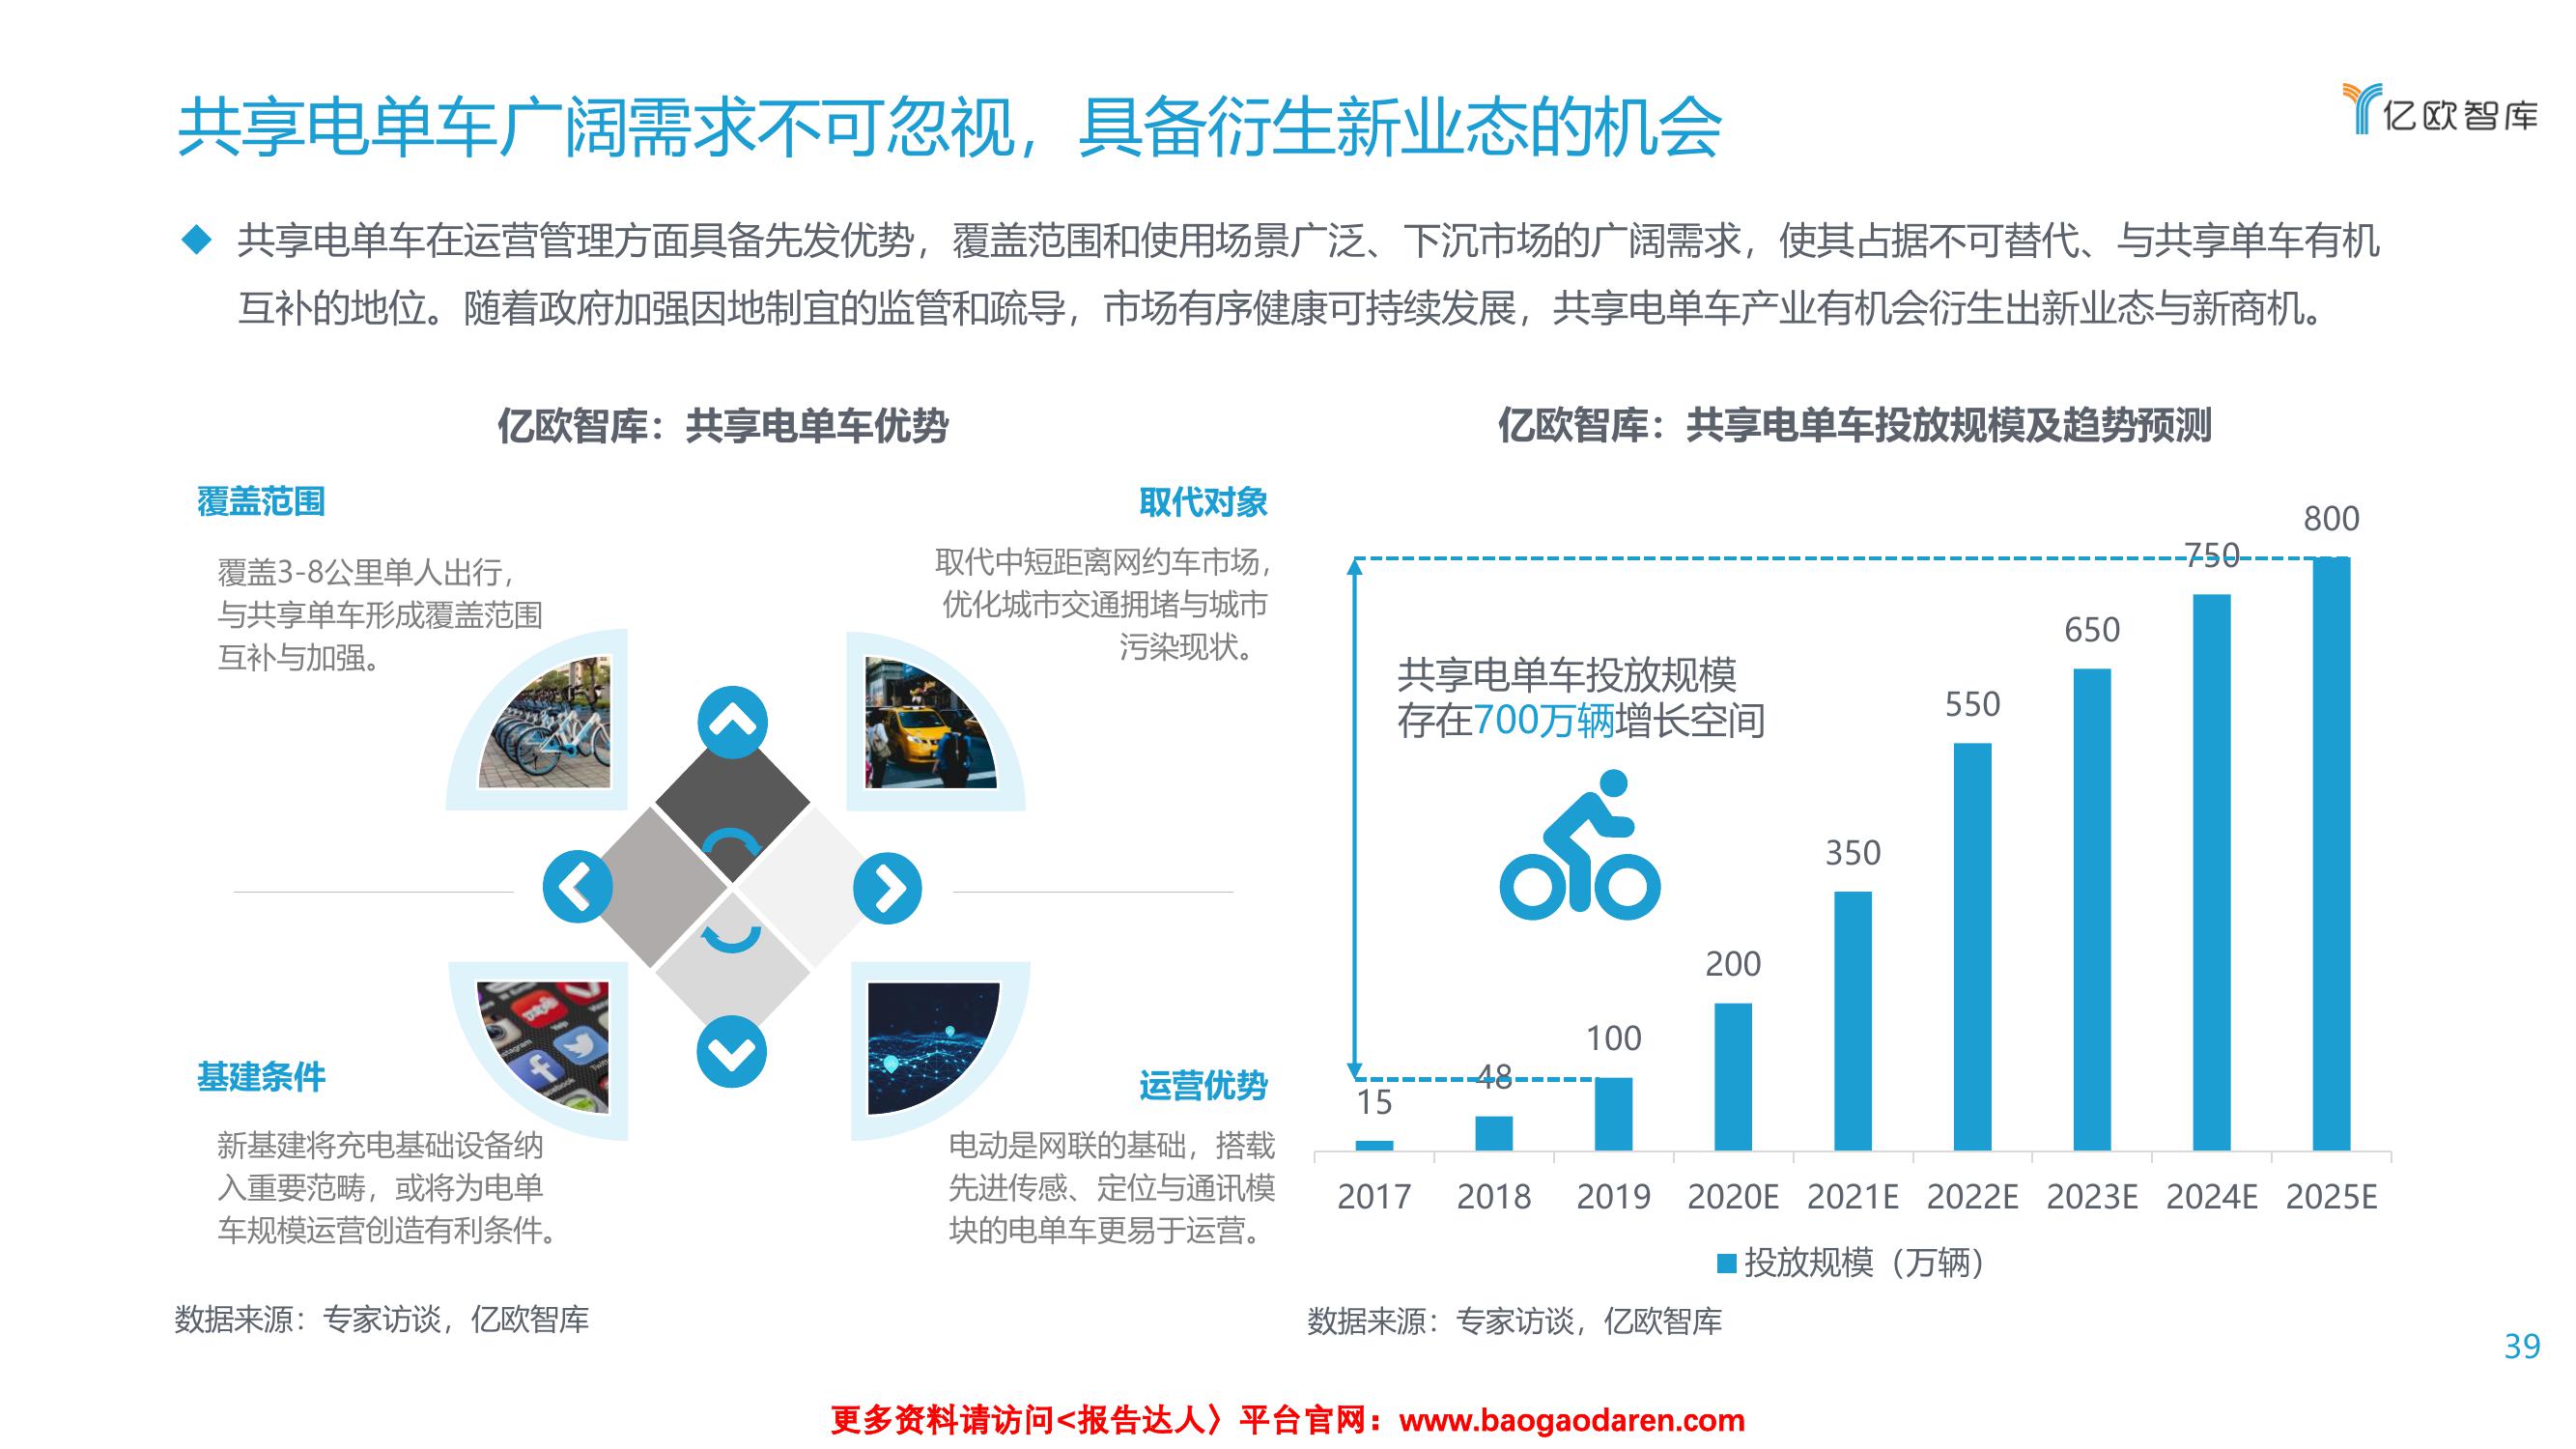 共享电单车广阔需求不可忽视，具备衍生新业态的机会
亿欧智库
共享电单车在运营管理方面具备先发优势，覆盖范围和使用场景广泛、下沉市场的广阔需求，使其占据不可替代、与共享单车有机
互补的地位。随着政府加强因地制宜的监管和疏导，市场有序健康可持续发展，共享电单车产业有机会衍生出新业态与新商机。
亿欧智库：共享电单车优势
覆盖范围
覆盖3-8公里单人出行，
与共享单车形成覆盖范围
互补与加强。
取代对象
取代中短距离网约车市场，
优化城市交通拥堵与城市
污染现状。
基建条件
新基建将充电基础设备纳
入重要范畴，或将为电单
车规模运营创造有利条件。
运营优势
电动是网联的基础，搭载
先进传感、定位与通讯模
块的电单车更易于运营。
数据来源：专家访谈，亿欧智库
亿欧智库：共享电单车投放规模及趋势预测
共享电单车投放规模
存在700万辆增长空间
15
48
100
200
350
550
650
750
800
2017
2018
2019
2020E
2021E
2022E
2023E
2024E
2025E
投放规模（万辆）
数据来源：专家访谈，亿欧智库
39
更多资料请访问<报告达人〉平台官网：www.baogaodaren.com